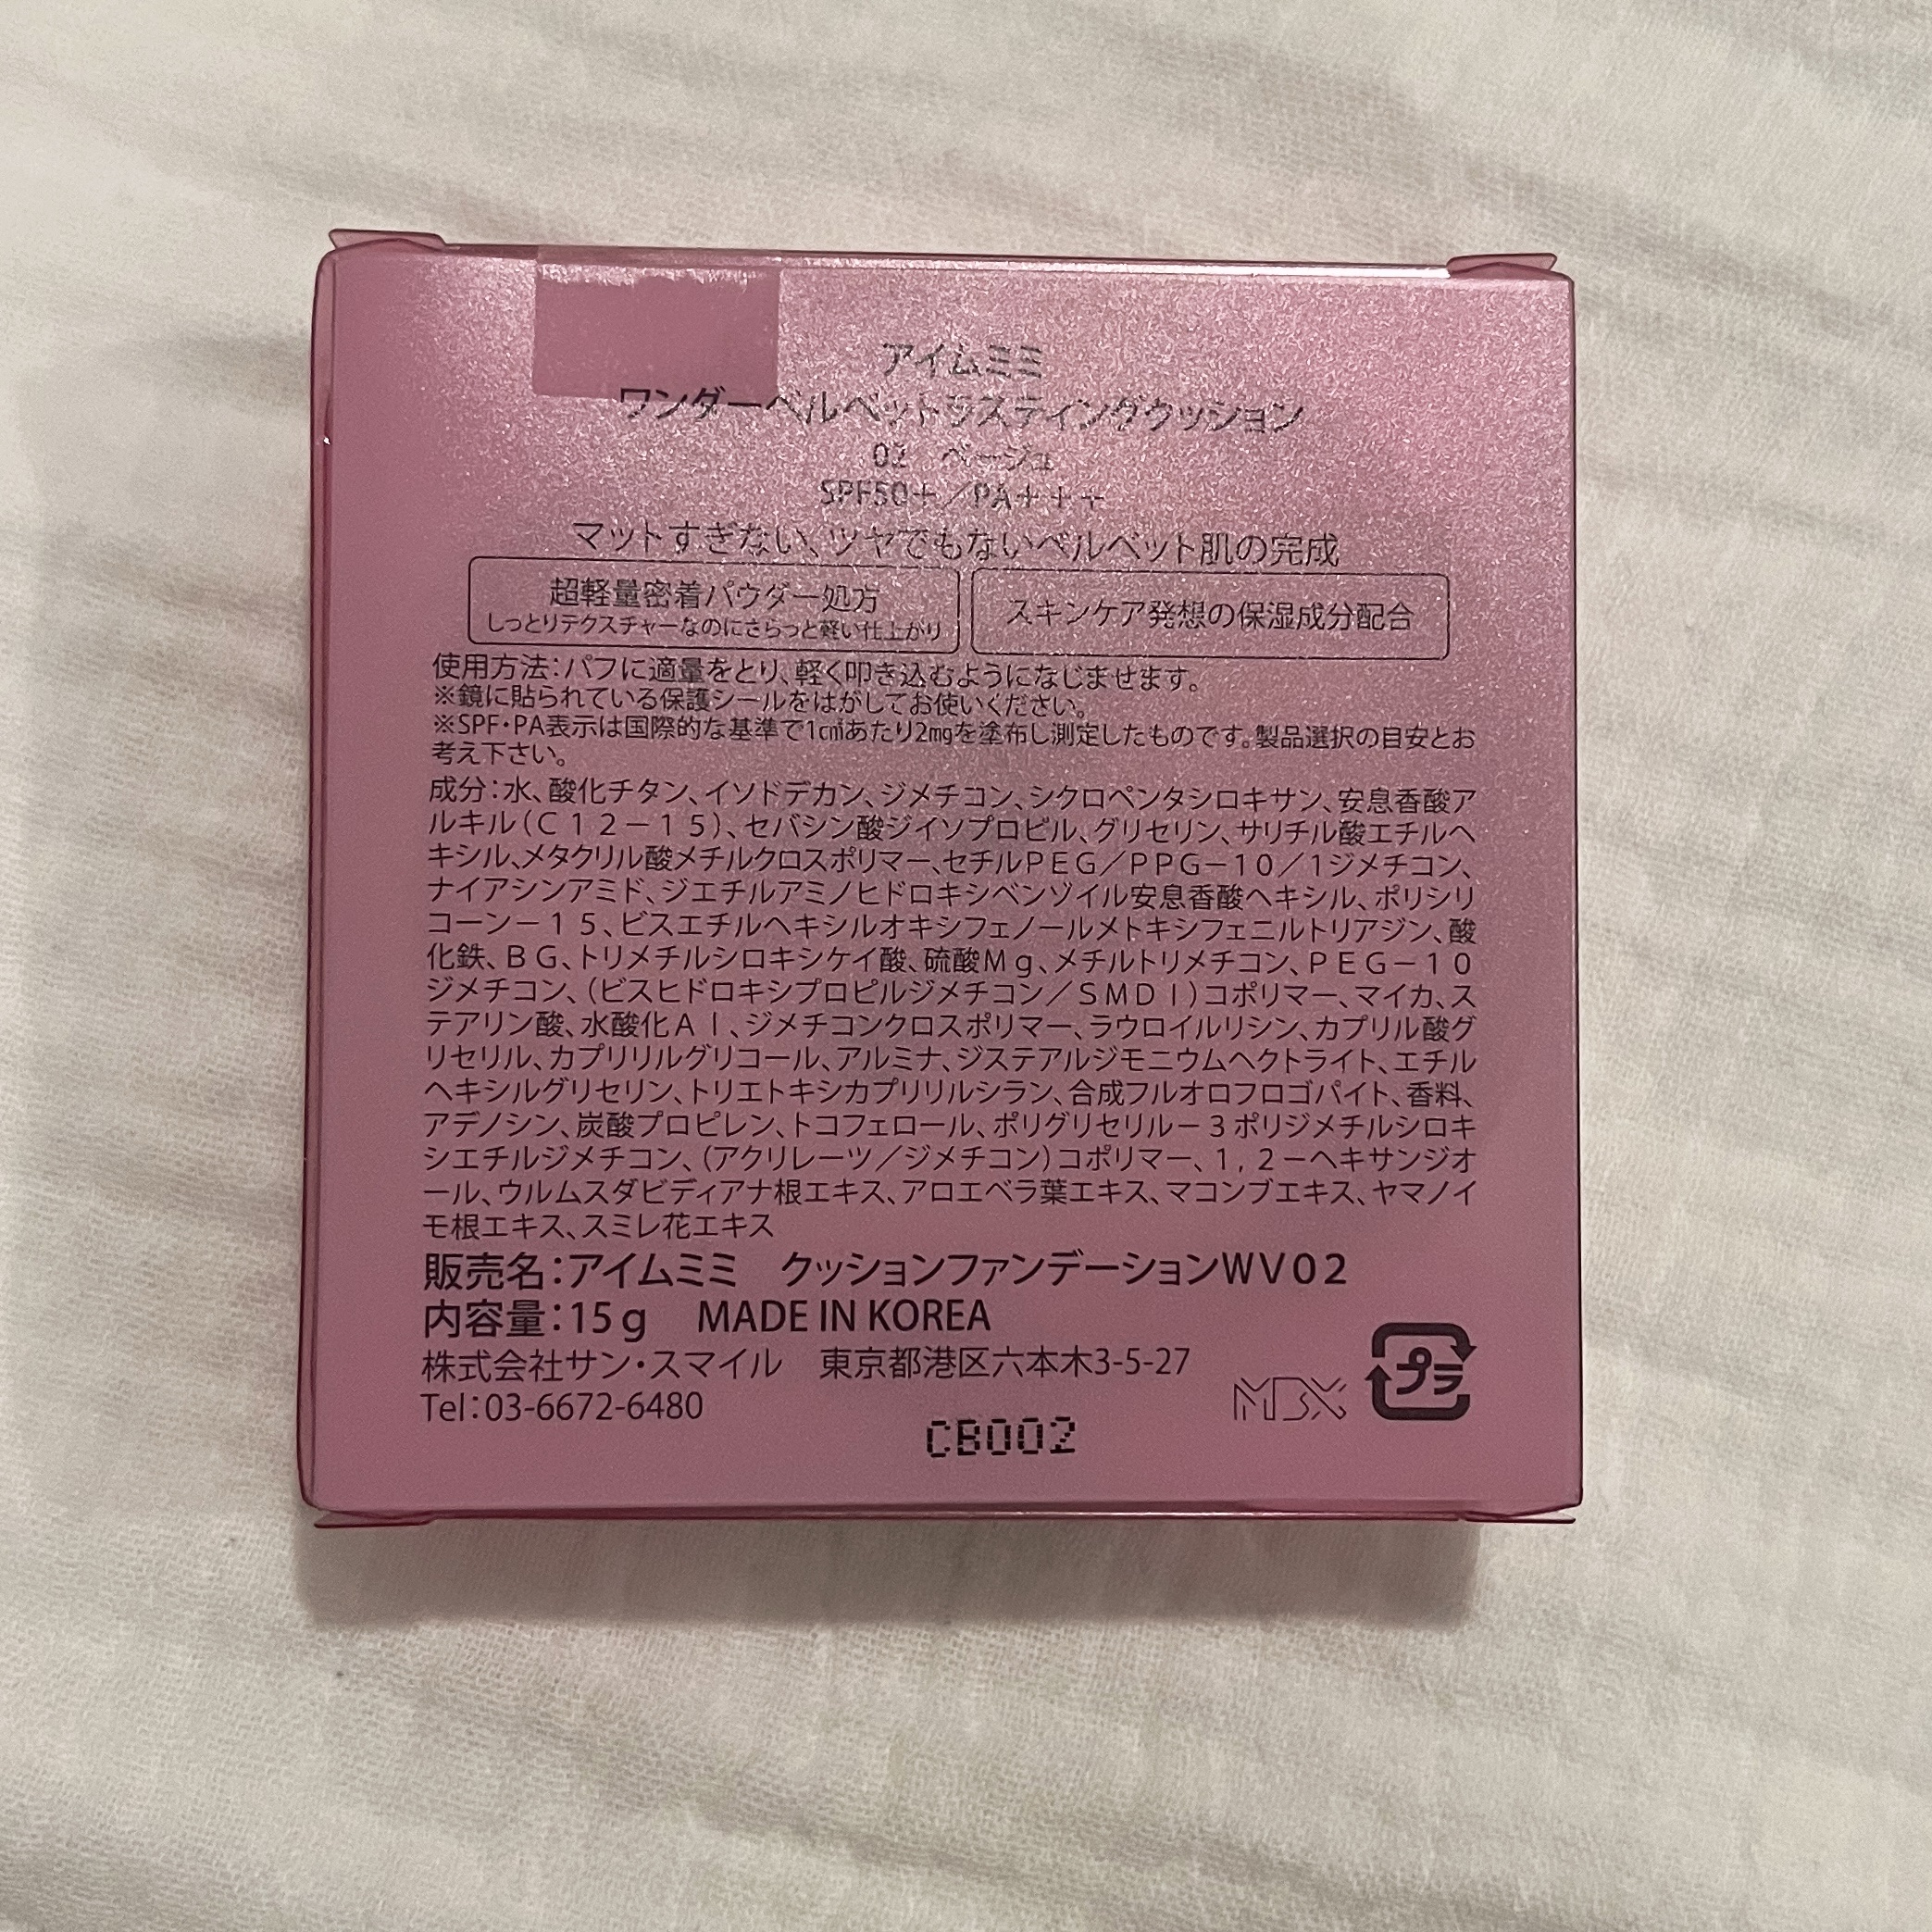 アイムミミ
ワンダーベルベットラスティングクッション
02　ベージュ
SPF50＋／PA＋＋＋
マットすぎない、ツヤでもないベルベット肌の完成
超軽量密着パウダー処方
しっとりテクスチャーなのにさらっと軽い仕上がり
スキンケア発想の保湿成分配合
使用方法：パフに適量をとり、軽く叩き込むようになじませます。
※鏡に貼られている保護シールをはがしてお使いください。
※SPF・PA表示は国際的な基準で1㎠あたり2㎎を塗布し測定したものです。製品選択の目安とお
考え下さい。
成分：水、酸化チタン、イソドデカン、ジメチコン、シクロペンタシロキサン、安息香酸ア
ルキル（Ｃ１２－１５）、セバシン酸ジイソプロピル、グリセリン、サリチル酸エチルヘ
キシル、メタクリル酸メチルクロスポリマー、セチルＰＥＧ／ＰＰＧ－１０／１ジメチコン、
ナイアシンアミド、ジエチルアミノヒドロキシベンゾイル安息香酸ヘキシル、ポリシリ
コーン－１５、ビスエチルヘキシルオキシフェノールメトキシフェニルトリアジン、酸
化鉄、ＢＧ、トリメチルシロキシケイ酸、硫酸Ｍｇ、メチルトリメチコン、ＰＥＧ－１０
ジメチコン、（ビスヒドロキシプロピルジメチコン／ＳＭＤＩ）コポリマー、マイカ、ス
テアリン酸、水酸化Ａｌ、ジメチコンクロスポリマー、ラウロイルリシン、カプリル酸グ
リセリル、カプリリルグリコール、アルミナ、ジステアルジモニウムヘクトライト、エチル
ヘキシルグリセリン、トリエトキシカプリリルシラン、合成フルオロフロゴパイト、香料、
アデノシン、炭酸プロピレン、トコフェロール、ポリグリセリル－３ポリジメチルシロキ
シエチルジメチコン、（アクリレーツ／ジメチコン）コポリマー、１，２－ヘキサンジオ
ール、ウルムスダビディアナ根エキス、アロエベラ葉エキス、マコンブエキス、ヤマノイ
モ根エキス、スミレ花エキス
販売名：アイムミミ　クッションファンデーションＷＶ０２
内容量：15ｇ　MADE IN KOREA
株式会社サン・スマイル　東京都港区六本木3-5-27
Tel：03-6672-6480
MBX
プラ
CB002